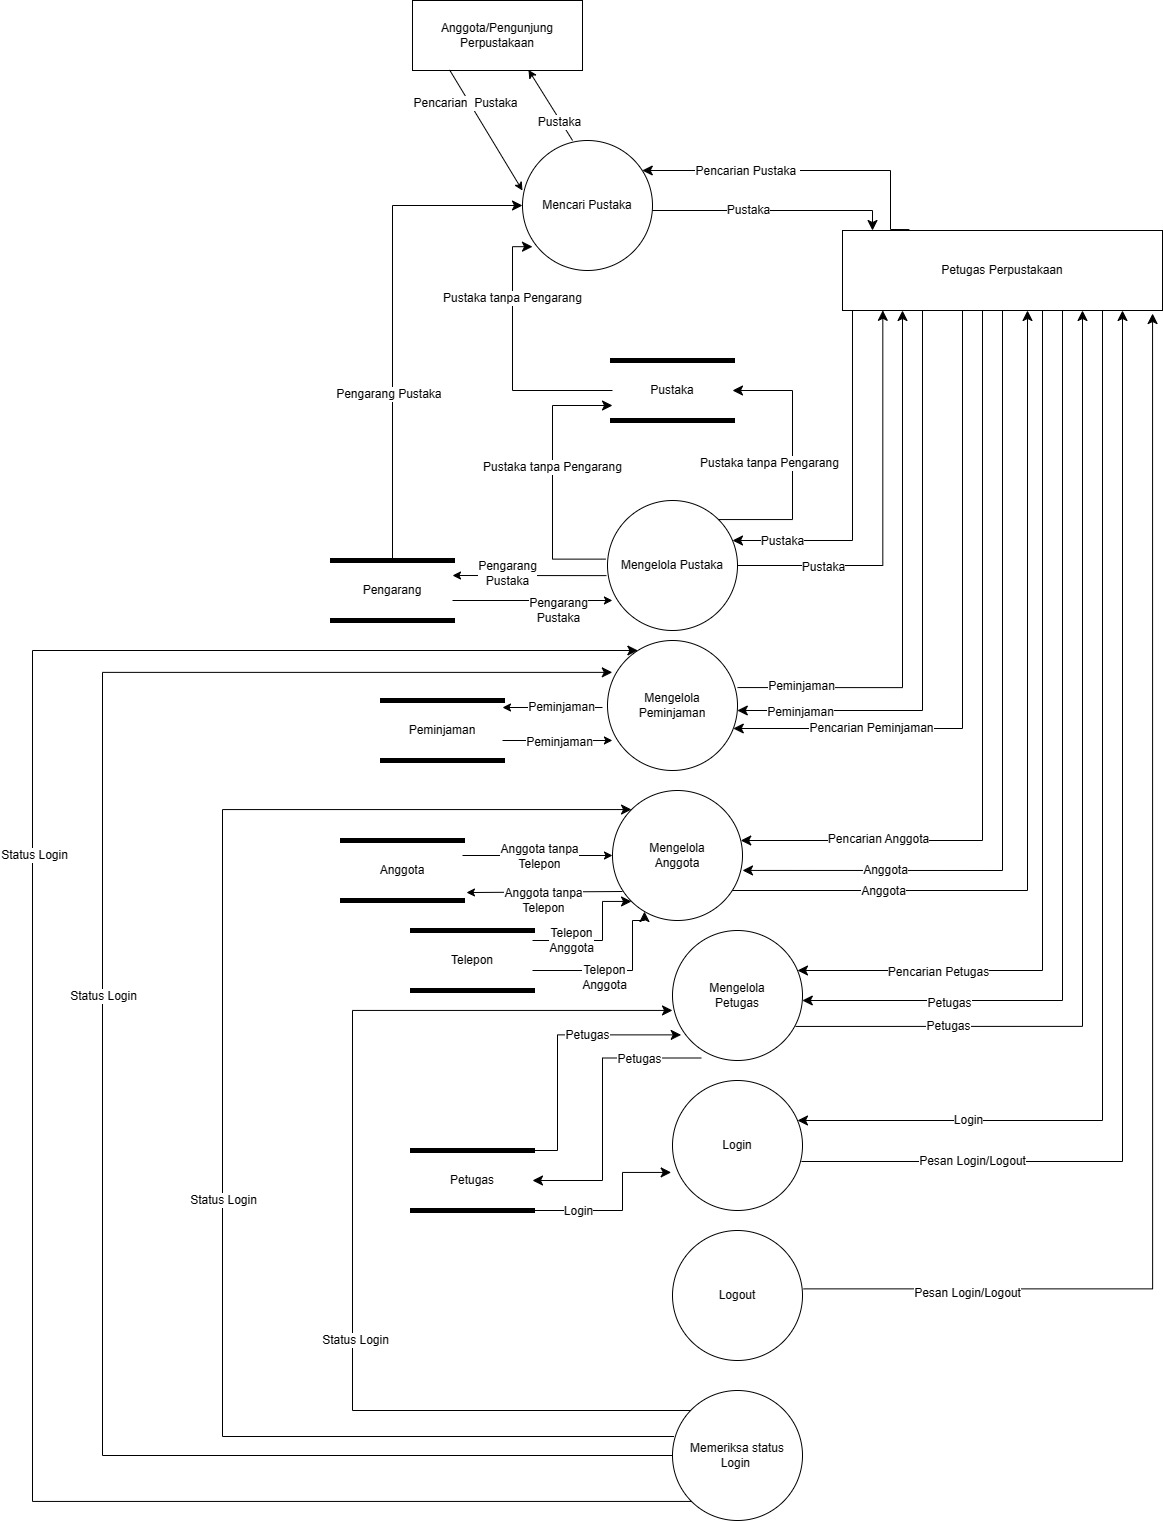 Anggota/Pengunjung
Perpustakaan
Pencarian Pustaka
Pustaka
Mencari Pustaka
Pencarian Pustaka
Pustaka
Petugas Perpustakaan
Pustaka tanpa Pengarang
Pengarang Pustaka
Pustaka
Pustaka tanpa Pengarang
Pustaka tanpa Pengarang
Pustaka
Mengelola Pustaka
Pustaka
Pengarang
Pustaka
Pengarang
Pengarang
Pustaka
Mengelola
Peminjaman
Peminjaman
Peminjaman
Pencarian Peminjaman
Peminjaman
Peminjaman
Peminjaman
Status Login
Mengelola
Anggota
Pencarian Anggota
Anggota
Anggota
Anggota tanpa
Telepon
Anggota
Anggota tanpa
Telepon
Telepon
Anggota
Telepon
Telepon
Anggota
Status Login
Mengelola
Petugas
Pencarian Petugas
Petugas
Petugas
Petugas
Petugas
Login
Login
Pesan Login/Logout
Petugas
Login
Status Login
Logout
Pesan Login/Logout
Status Login
Memeriksa status
Login